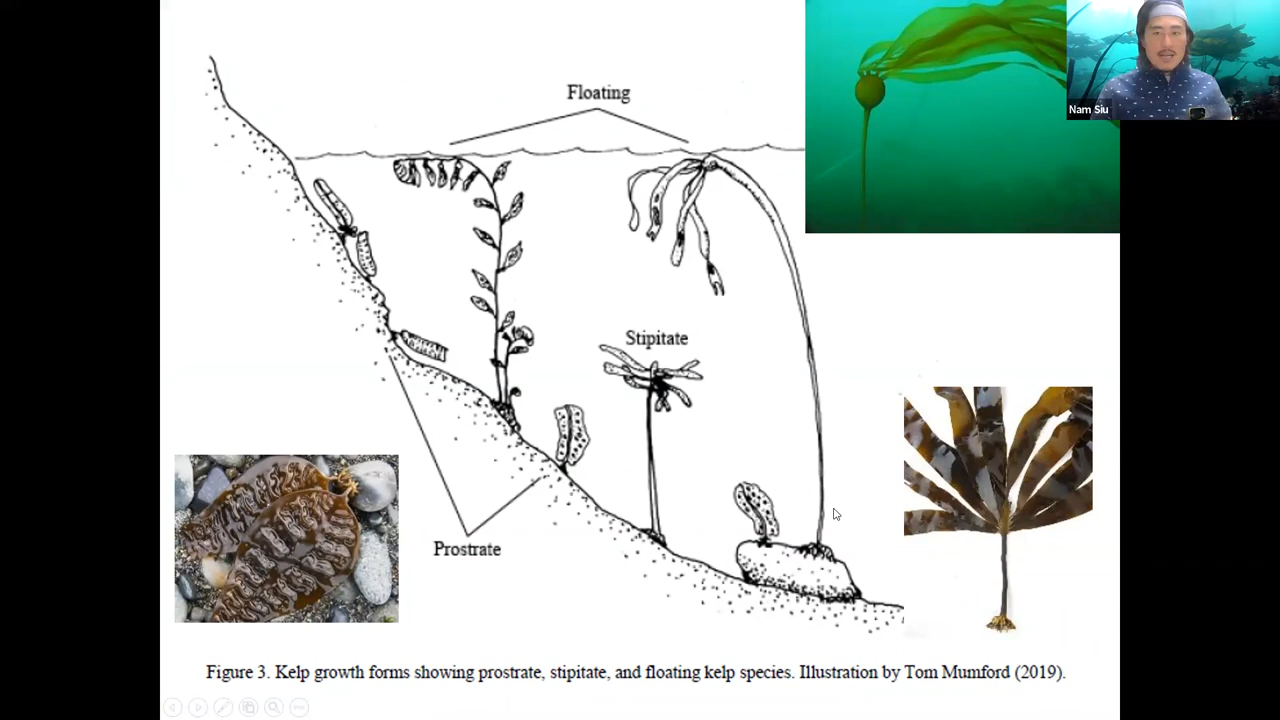 Floating
Nam Siu
Stipitate
Prostrate
Figure 3. Kelp growth forms showing prostrate, stipitate, and floating kelp species. Illustration by Tom Mumford (2019).